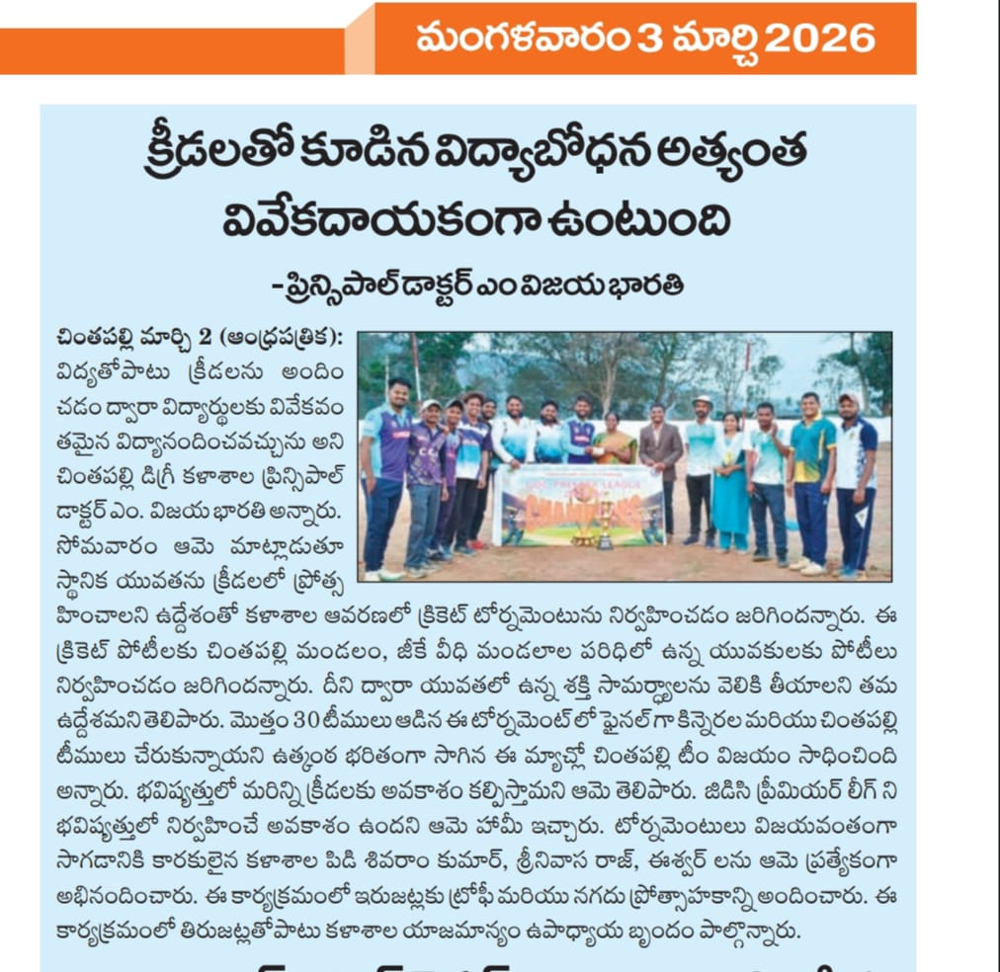 మంగళవారం 3 మార్చి 2026
క్రీడలతో కూడిన విద్యాబోధన అత్యంత
వివేకదాయకంగా ఉంటుంది
-ప్రిన్సిపాల్ డాక్టర్ ఎం విజయ భారతి
చింతపల్లి మార్చి 2 (ఆంధ్రపత్రిక):
విద్యతోపాటు క్రీడలను అందిం
చడం ద్వారా విద్యార్థులకు వివేకవం
తమైన విద్యానందించవచ్చును అని
చింతపల్లి డిగ్రీ కళాశాల ప్రిన్సిపాల్
డాక్టర్ ఎం. విజయ భారతి అన్నారు.
సోమవారం ఆమె మాట్లాడుతూ
స్థానిక యువతను క్రీడలలో ప్రోత్స
హించాలని ఉద్దేశంతో కళాశాల ఆవరణలో క్రికెట్ టోర్నమెంటును నిర్వహించడం జరిగిందన్నారు. ఈ
క్రికెట్ పోటీలకు చింతపల్లి మండలం, జీకే వీధి మండలాల పరిధిలో ఉన్న యువకులకు పోటీలు
నిర్వహించడం జరిగిందన్నారు. దీని ద్వారా యువతలో ఉన్న శక్తి సామర్థ్యాలను వెలికి తీయాలని తమ
ఉద్దేశమని తెలిపారు. మొత్తం 30 టీములు ఆడిన ఈ టోర్నమెంట్ లో ఫైనల్ గా కిన్నెరల మరియు చింతపల్లి
టీములు చేరుకున్నాయని ఉత్కంఠ భరితంగా సాగిన ఈ మ్యాచ్లో చింతపల్లి టీం విజయం సాధించింది
అన్నారు. భవిష్యత్తులో మరిన్ని క్రీడలకు అవకాశం కల్పిస్తామని ఆమె తెలిపారు. జిడిసి ప్రీమియర్ లీగ్ ని
భవిష్యత్తులో నిర్వహించే అవకాశం ఉందని ఆమె హామీ ఇచ్చారు. టోర్నమెంటులు విజయవంతంగా
సాగడానికి కారకులైన కళాశాల పిడి శివరాం కుమార్, శ్రీనివాస రాజ్, ఈశ్వర్ లను ఆమె ప్రత్యేకంగా
అభినందించారు. ఈ కార్యక్రమంలో ఇరుజట్లకు ట్రోఫీ మరియు నగదు ప్రోత్సాహకాన్ని అందించారు. ఈ
కార్యక్రమంలో తిరుజట్లతోపాటు కళాశాల యాజమాన్యం ఉపాధ్యాయ బృందం పాల్గొన్నారు.
GDC PREMIER LEAGUE
CHAMPIONS